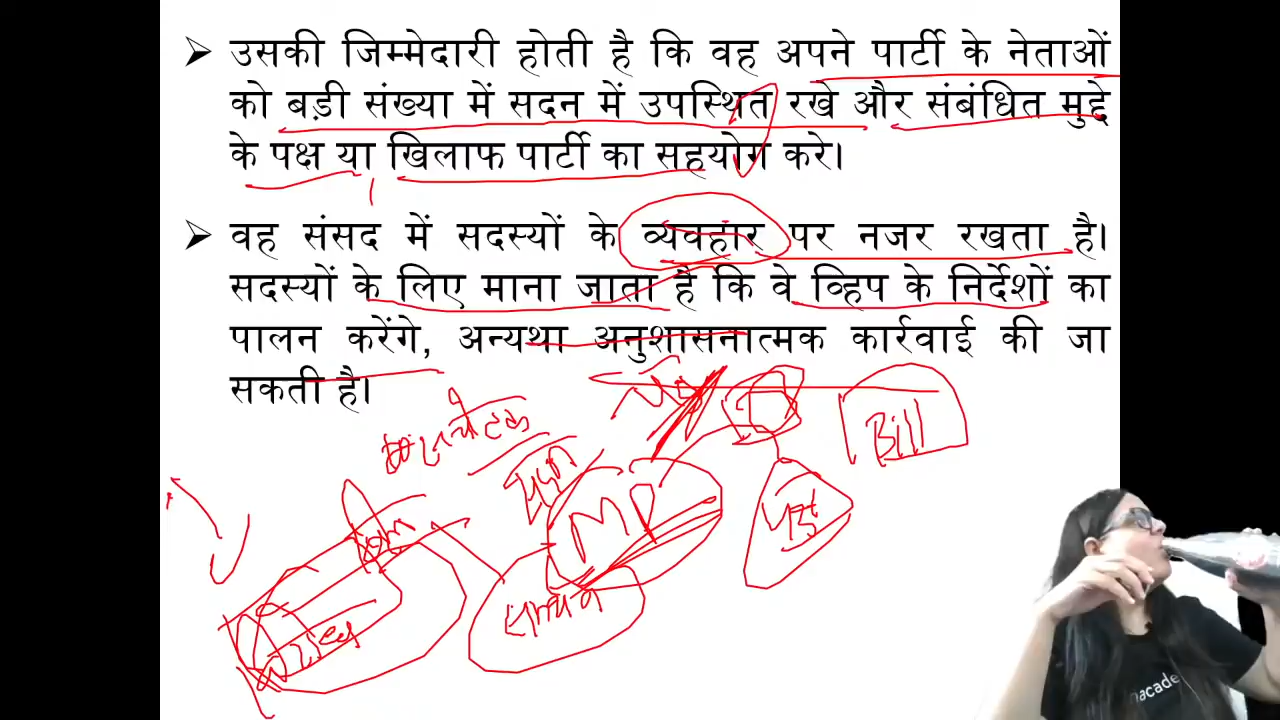 ➤ उसकी जिम्मेदारी होती है कि वह अपने पार्टी के नेताओं
को बड़ी संख्या में सदन में उपस्थित रखे और संबंधित मुद्दे
के पक्ष या खिलाफ पार्टी का सहयोग करे।
➤ वह संसद में सदस्यों के व्यवहार पर नजर रखता है।
सदस्यों के लिए माना जाता है कि वे व्हिप के निर्देशों का
पालन करेंगे, अन्यथा अनुशासनात्मक कार्रवाई की जा
सकती है।
Bill
MP
nacade